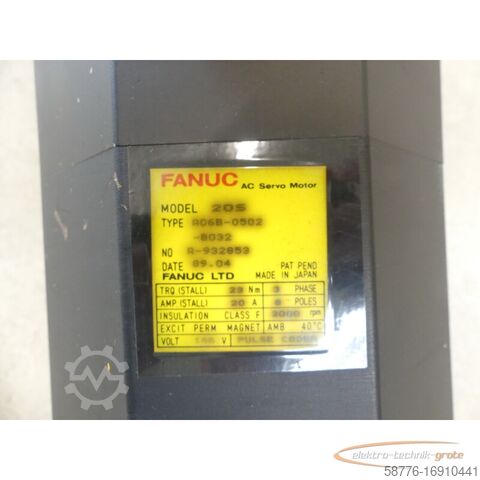 FANUC AC Servo Motor
MODEL 20S
TYPE A06B-0502
-B032
NO R-932853
DATE 89.04 PAT PEND
FANUC LTD MADE IN JAPAN
TRQ (STALL) 23 Nm 3 PHASE
AMP (STALL) 20 A 8 POLES
INSULATION CLASS F 2000 rpm
EXCIT PERM MAGNET AMB 40°C
VOLT V PULSE CODER
Machineseeker
elektro-technik-grote
58776-16910441